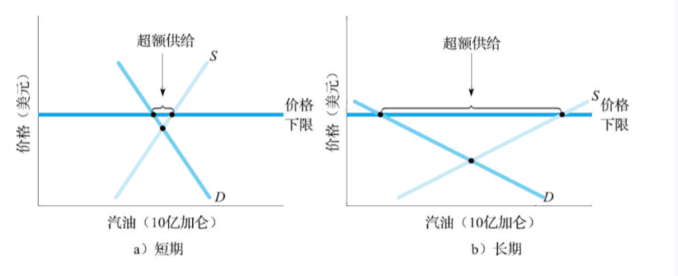 超额供给
S
价格（美元）
价格
下限
D
汽油（10亿加仑）
a）短期
超额供给
S
价格（美元）
价格
下限
D
汽油（10亿加仑）
b）长期